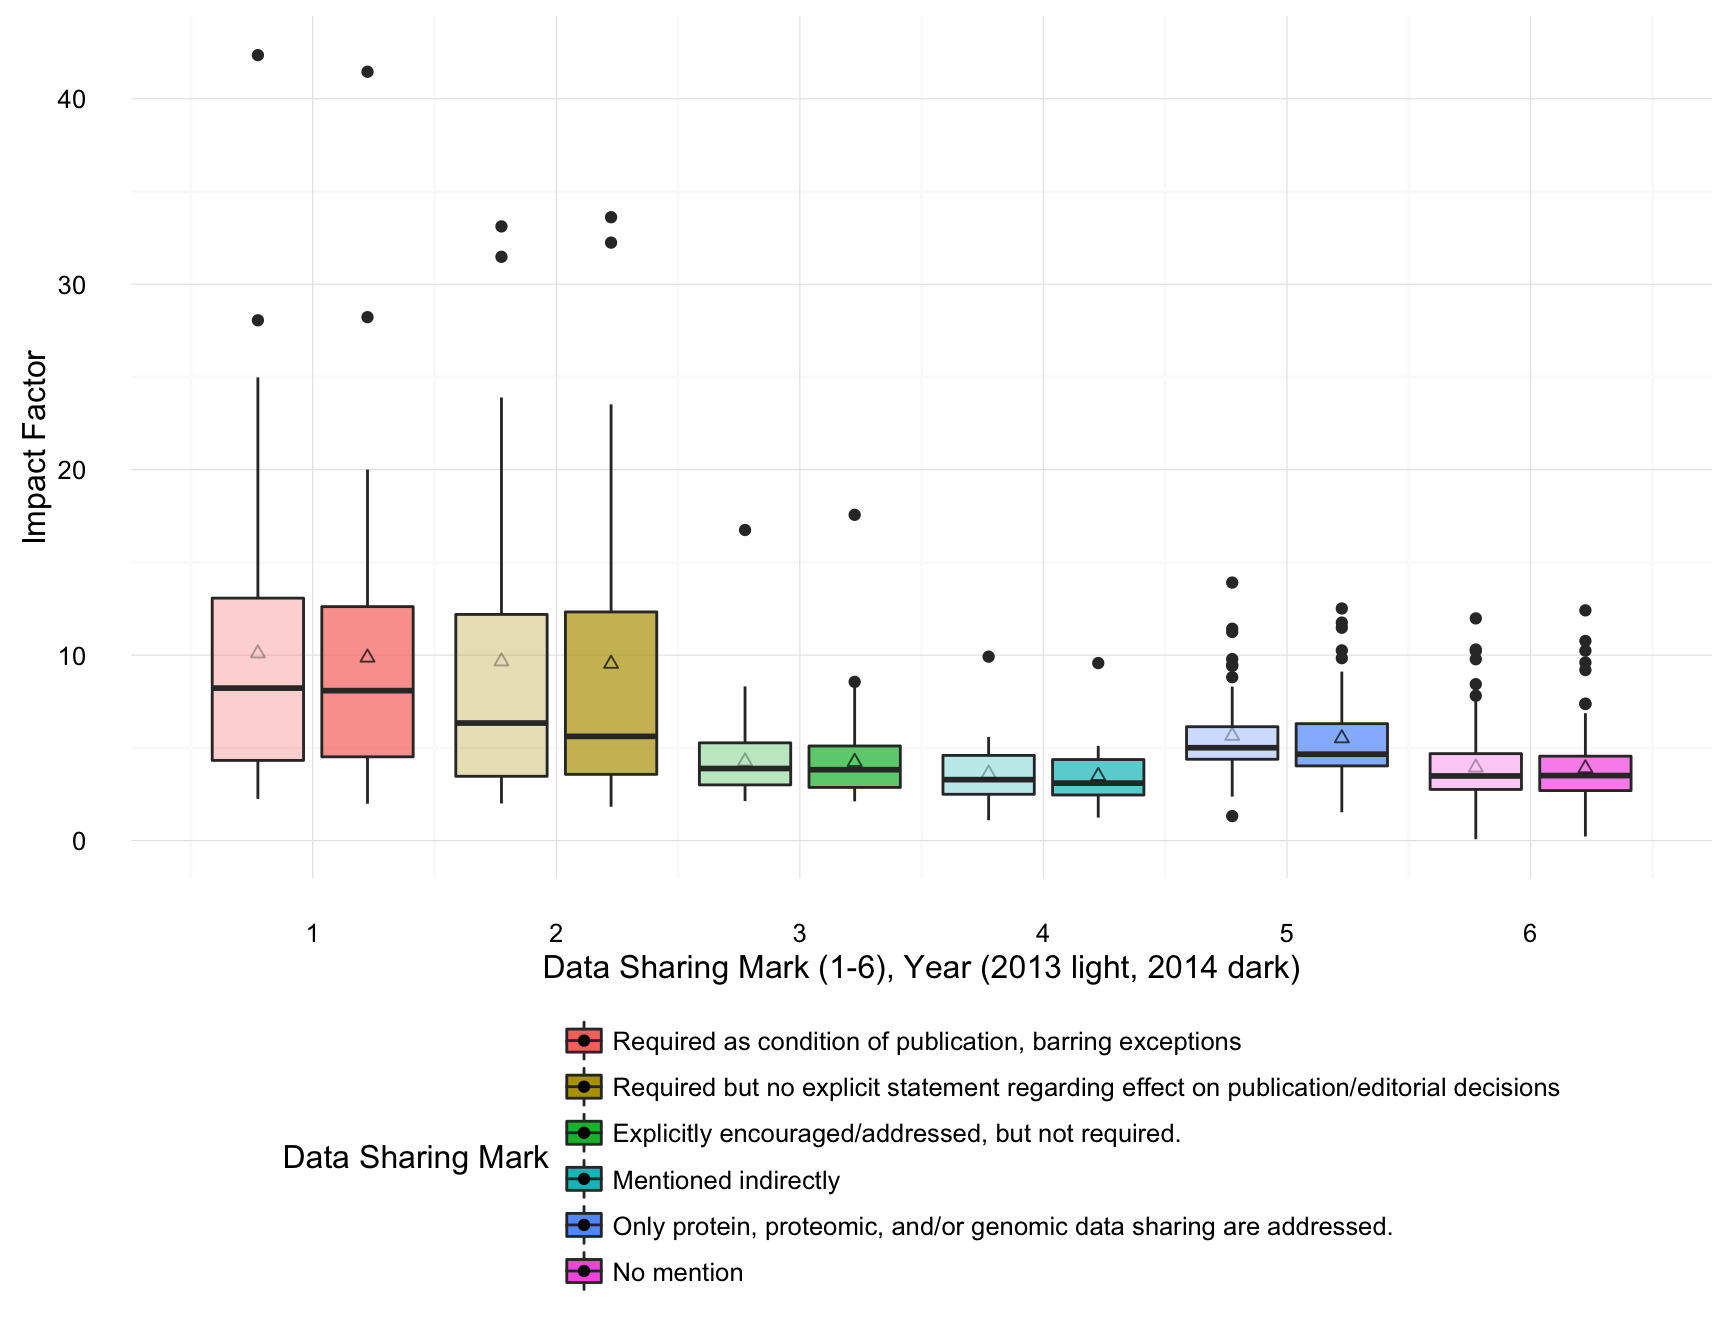 Impact Factor
40
30
20
10
0
1 2 3 4 5 6
Data Sharing Mark (1-6), Year (2013 light, 2014 dark)
Data Sharing Mark
Required as condition of publication, barring exceptions
Required but no explicit statement regarding effect on publication/editorial decisions
Explicitly encouraged/addressed, but not required.
Mentioned indirectly
Only protein, proteomic, and/or genomic data sharing are addressed.
No mention